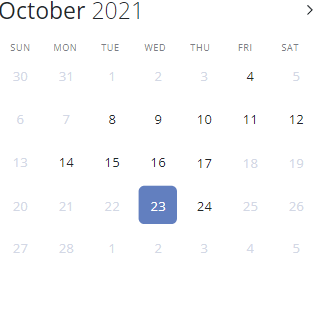 October 2021 >
SUN MON TUE WED THU FRI SAT
30 31 1 2 3 4 5
6 7 8 9 10 11 12
13 14 15 16 17 18 19
20 21 22 23 24 25 26
27 28 1 2 3 4 5